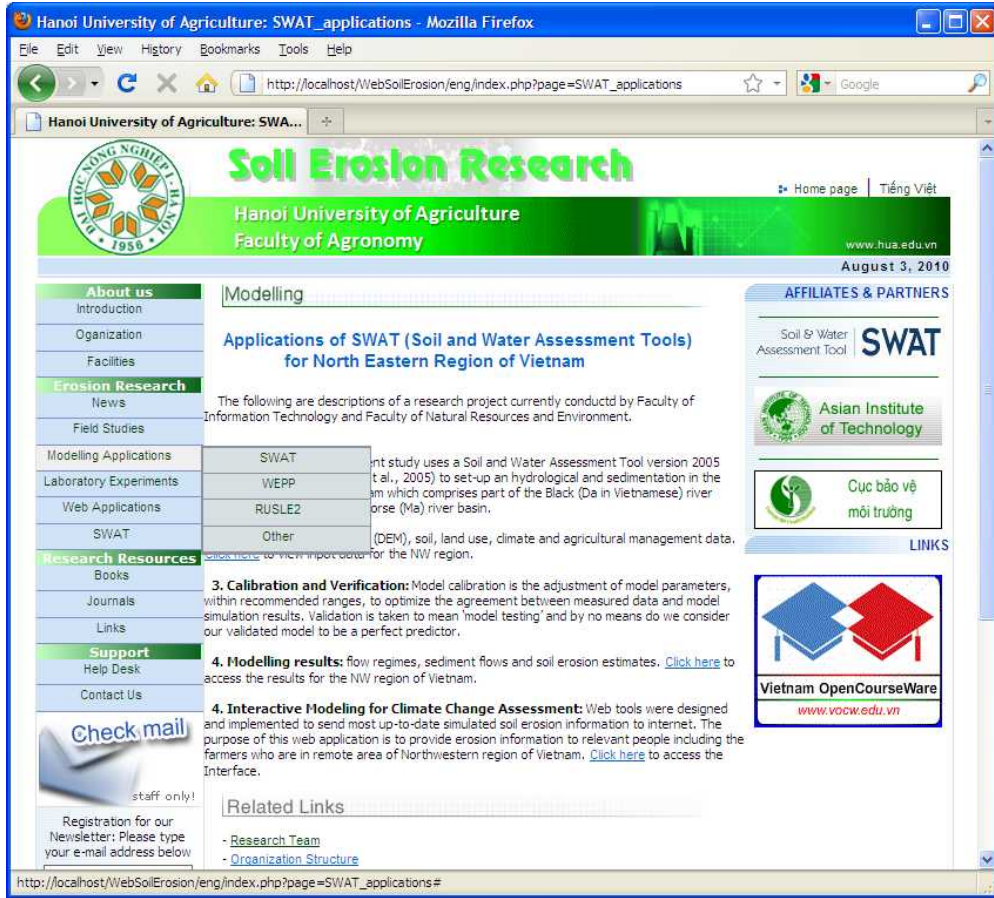 Hanoi University of Agriculture: SWAT_applications - Mozilla Firefox
File Edit View History Bookmarks Tools Help
http://localhost/WebSoilErosion/eng/index.php?page=SWAT_applications
Google
Hanoi University of Agriculture: SWA...
ĐẠI HỌC NÔNG NGHIỆP I - HÀ NỘI
1956
Soil Erosion Research
Home page | Tiếng Việt
Hanoi University of Agriculture
Faculty of Agronomy
www.hua.edu.vn
August 3, 2010
About us
Introduction
Oganization
Facilities
Erosion Research
News
Field Studies
Modelling Applications
Laboratory Experiments
Web Applications
SWAT
Research Resources
Books
Journals
Links
Support
Help Desk
Contact Us
Check mail
staff only!
Registration for our
Newsletter: Please type
your e-mail address below
SWAT
WEPP
RUSLE2
Other
Modelling
Applications of SWAT (Soil and Water Assessment Tools)
for North Eastern Region of Vietnam
The following are descriptions of a research project currently conductd by Faculty of
Information Technology and Faculty of Natural Resources and Environment.
ent study uses a Soil and Water Assessment Tool version 2005
t al., 2005) to set-up an hydrological and sedimentation in the
am which comprises part of the Black (Da in Vietnamese) river
orse (Ma) river basin.
(DEM), soil, land use, climate and agricultural management data.
Click here to view input data for the NW region.
3. Calibration and Verification: Model calibration is the adjustment of model parameters,
within recommended ranges, to optimize the agreement between measured data and model
simulation results. Validation is taken to mean 'model testing' and by no means do we consider
our validated model to be a perfect predictor.
4. Modelling results: flow regimes, sediment flows and soil erosion estimates. Click here to
access the results for the NW region of Vietnam.
4. Interactive Modeling for Climate Change Assessment: Web tools were designed
and implemented to send most up-to-date simulated soil erosion information to internet. The
purpose of this web application is to provide erosion information to relevant people including the
farmers who are in remote area of Northwestern region of Vietnam. Click here to access the
Interface.
Related Links
- Research Team
- Organization Structure
AFFILIATES & PARTNERS
Soil & Water
Assessment Tool
SWAT
Asian Institute
of Technology
Cục bảo vệ
môi trường
LINKS
Vietnam OpenCourseWare
www.vocw.edu.vn
http://localhost/WebSoilErosion/eng/index.php?page=SWAT_applications#